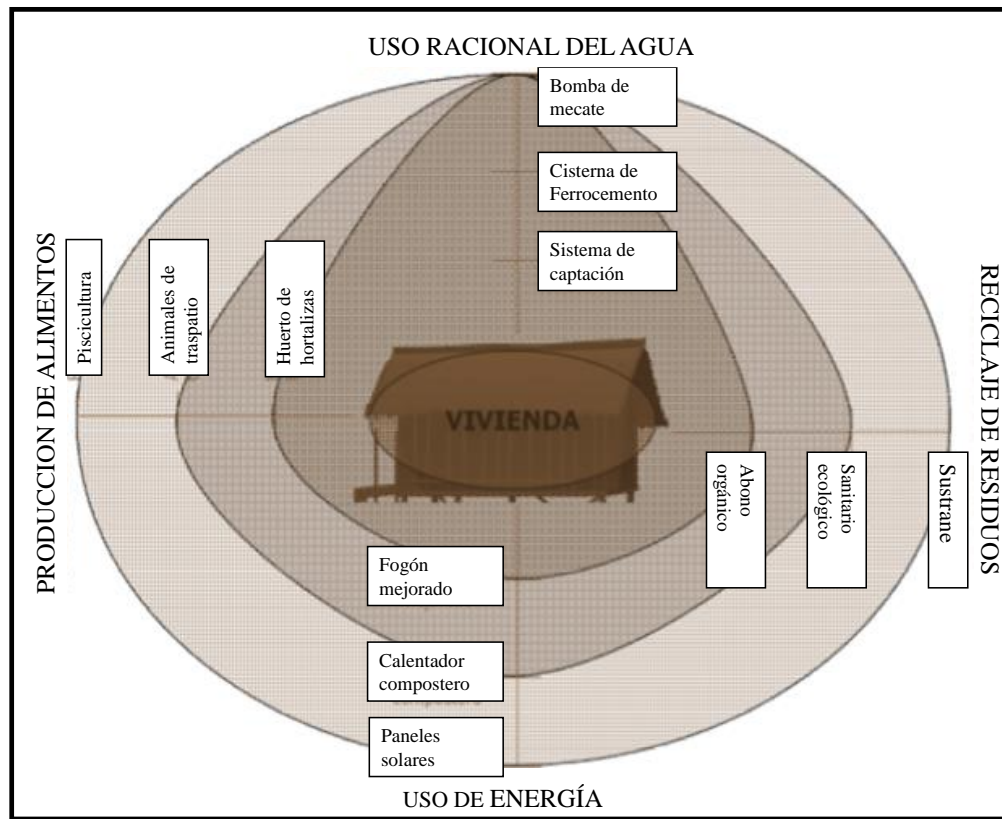 USO RACIONAL DEL AGUA
Bomba de
mecate
Cisterna de
Ferrocemento
Sistema de
captación
PRODUCCION DE ALIMENTOS
Piscicultura
Animales de
traspatio
Huerto de
hortalizas
VIVIENDA
RECICLAJE DE RESIDUOS
Abono
orgánico
Sanitario
ecológico
Sustrane
Fogón
mejorado
Calentador
compostero
Paneles
solares
USO DE ENERGÍA